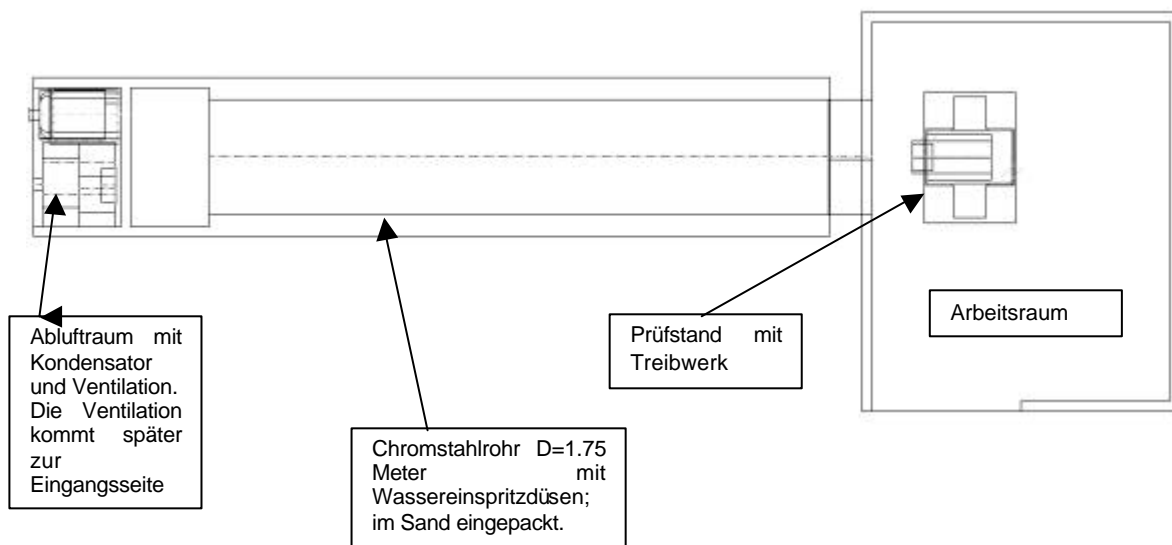 Abluftraum mit
Kondensator
und Ventilation.
Die Ventilation
kommt später
zur
Eingangsseite
Chromstahlrohr D=1.75
Meter mit
Wassereinspritzdüsen;
im Sand eingepackt.
Prüfstand mit
Treibwerk
Arbeitsraum